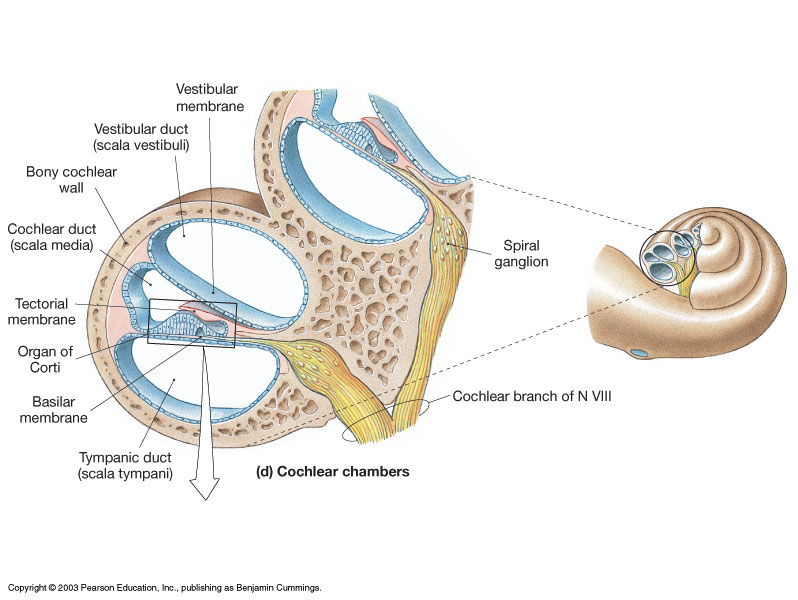 Vestibular
membrane
Vestibular duct
(scala vestibuli)
Bony cochlear
wall
Cochlear duct
(scala media)
Tectorial
membrane
Organ of
Corti
Basilar
membrane
Tympanic duct
(scala tympani)
Spiral
ganglion
Cochlear branch of N VIII
(d) Cochlear chambers
Copyright © 2003 Pearson Education, Inc., publishing as Benjamin Cummings.